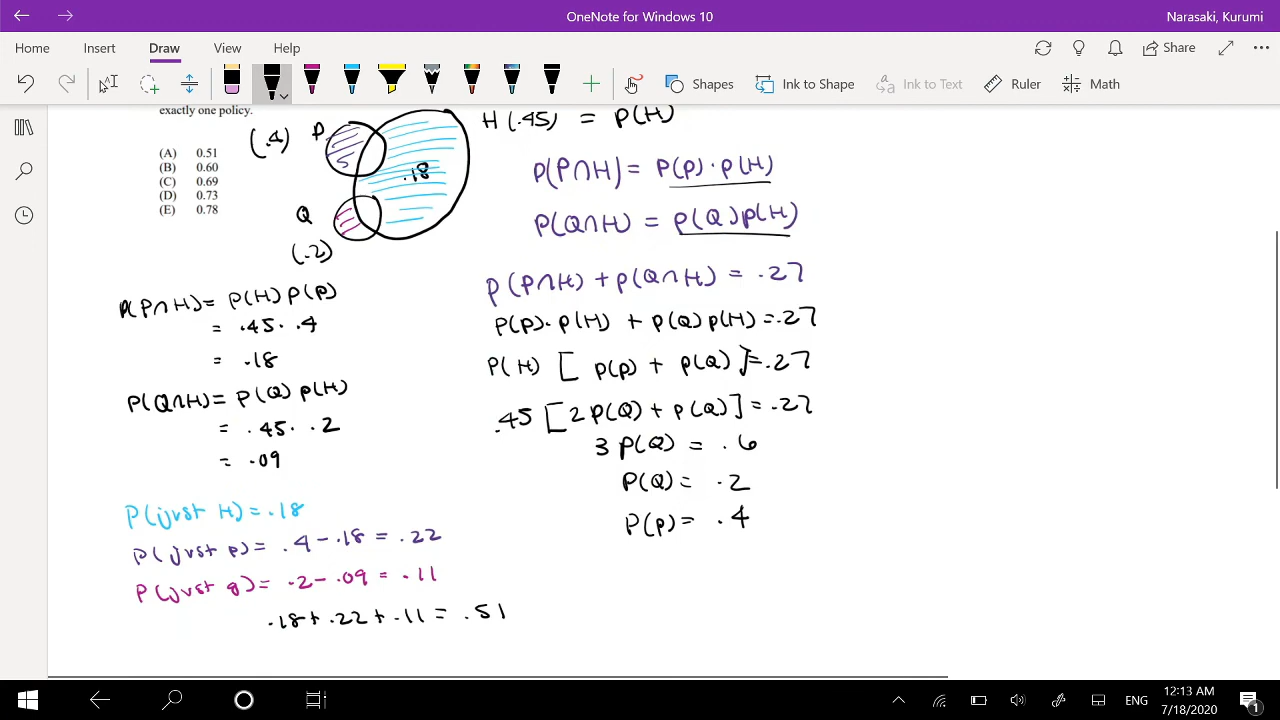 OneNote for Windows 10
Narasaki, Kurumi
Home Insert Draw View Help
Share
Shapes Ink to Shape Ink to Text Ruler Math
exactly one policy.
(A) 0.51
(B) 0.60
(C) 0.69
(D) 0.73
(E) 0.78
(.4) P
.18
Q
(.2)
H (.45) = P(H)
P(P∩H) = P(P) · P(H)
P(Q∩H) = P(Q)P(H)
P(P∩H) + P(Q∩H) = .27
P(P) · P(H) + P(Q)P(H) = .27
P(H) [ P(P) + P(Q) ] = .27
.45 [2P(Q) + P(Q)] = .27
3 P(Q) = .6
P(Q) = .2
P(P) = .4
P(P∩H) = P(H) P(P)
= .45 · .4
= .18
P(Q∩H) = P(Q) P(H)
= .45 · .2
= .09
P(just H) = .18
P(just P) = .4 - .18 = .22
P(just q) = .2 - .09 = .11
.18 + .22 + .11 = .51
ENG
12:13 AM
7/18/2020
1